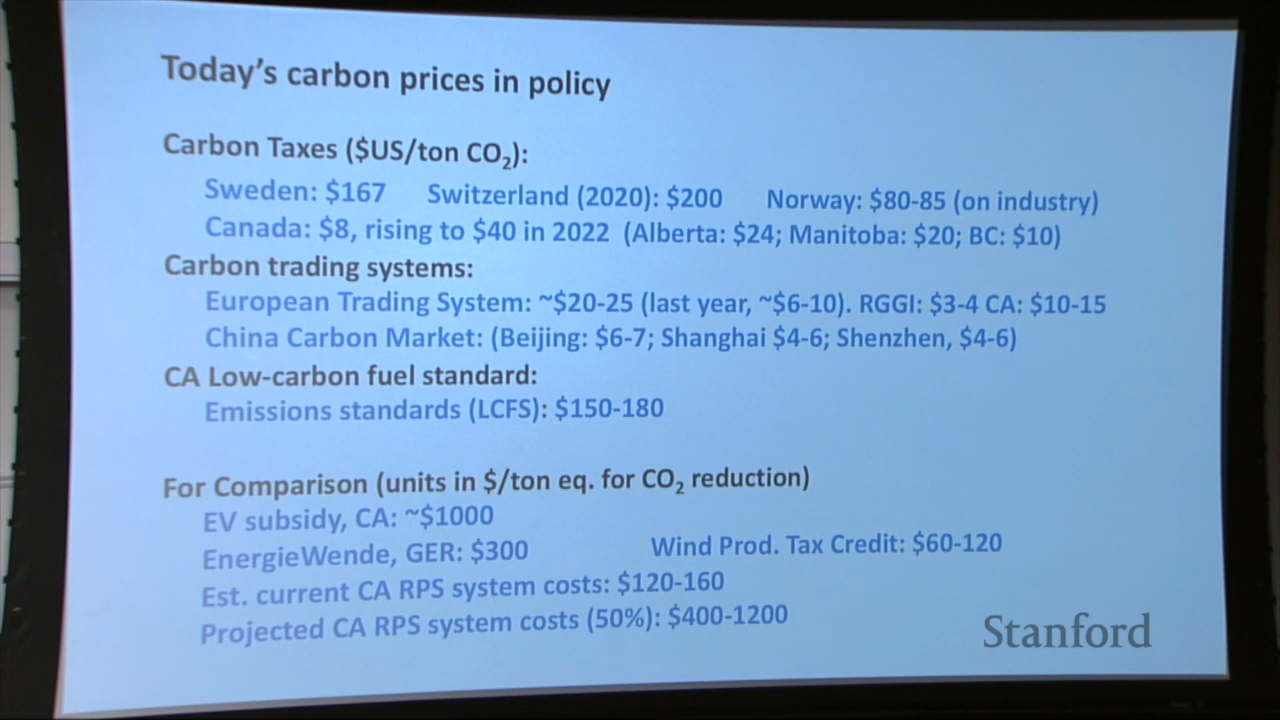 Today's carbon prices in policy
Carbon Taxes ($US/ton CO₂):
Sweden: $167 Switzerland (2020): $200 Norway: $80-85 (on industry)
Canada: $8, rising to $40 in 2022 (Alberta: $24; Manitoba: $20; BC: $10)
Carbon trading systems:
European Trading System: ~$20-25 (last year, ~$6-10). RGGI: $3-4 CA: $10-15
China Carbon Market: (Beijing: $6-7; Shanghai $4-6; Shenzhen, $4-6)
CA Low-carbon fuel standard:
Emissions standards (LCFS): $150-180
For Comparison (units in $/ton eq. for CO₂ reduction)
EV subsidy, CA: ~$1000
EnergieWende, GER: $300 Wind Prod. Tax Credit: $60-120
Est. current CA RPS system costs: $120-160
Projected CA RPS system costs (50%): $400-1200
Stanford